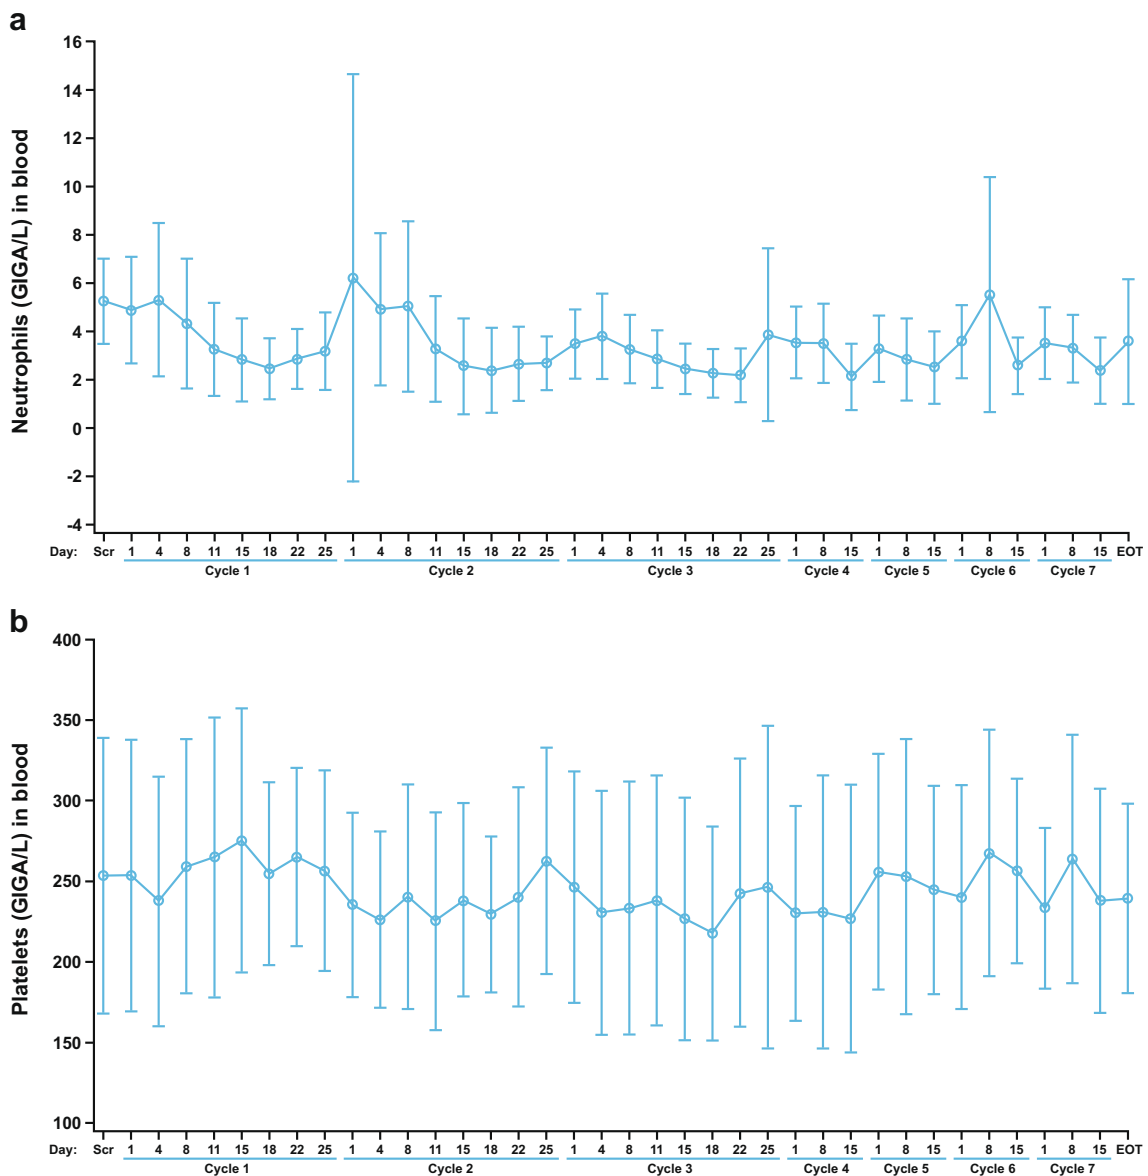 a
Neutrophils (GIGA/L) in blood
16
14
12
10
8
6
4
2
0
-2
-4
Day: Scr 1 4 8 11 15 18 22 25 1 4 8 11 15 18 22 25 1 4 8 11 15 18 22 25 1 8 15 1 8 15 1 8 15 1 8 15 EOT
Cycle 1 Cycle 2 Cycle 3 Cycle 4 Cycle 5 Cycle 6 Cycle 7
b
Platelets (GIGA/L) in blood
400
350
300
250
200
150
100
Day: Scr 1 4 8 11 15 18 22 25 1 4 8 11 15 18 22 25 1 4 8 11 15 18 22 25 1 8 15 1 8 15 1 8 15 1 8 15 EOT
Cycle 1 Cycle 2 Cycle 3 Cycle 4 Cycle 5 Cycle 6 Cycle 7